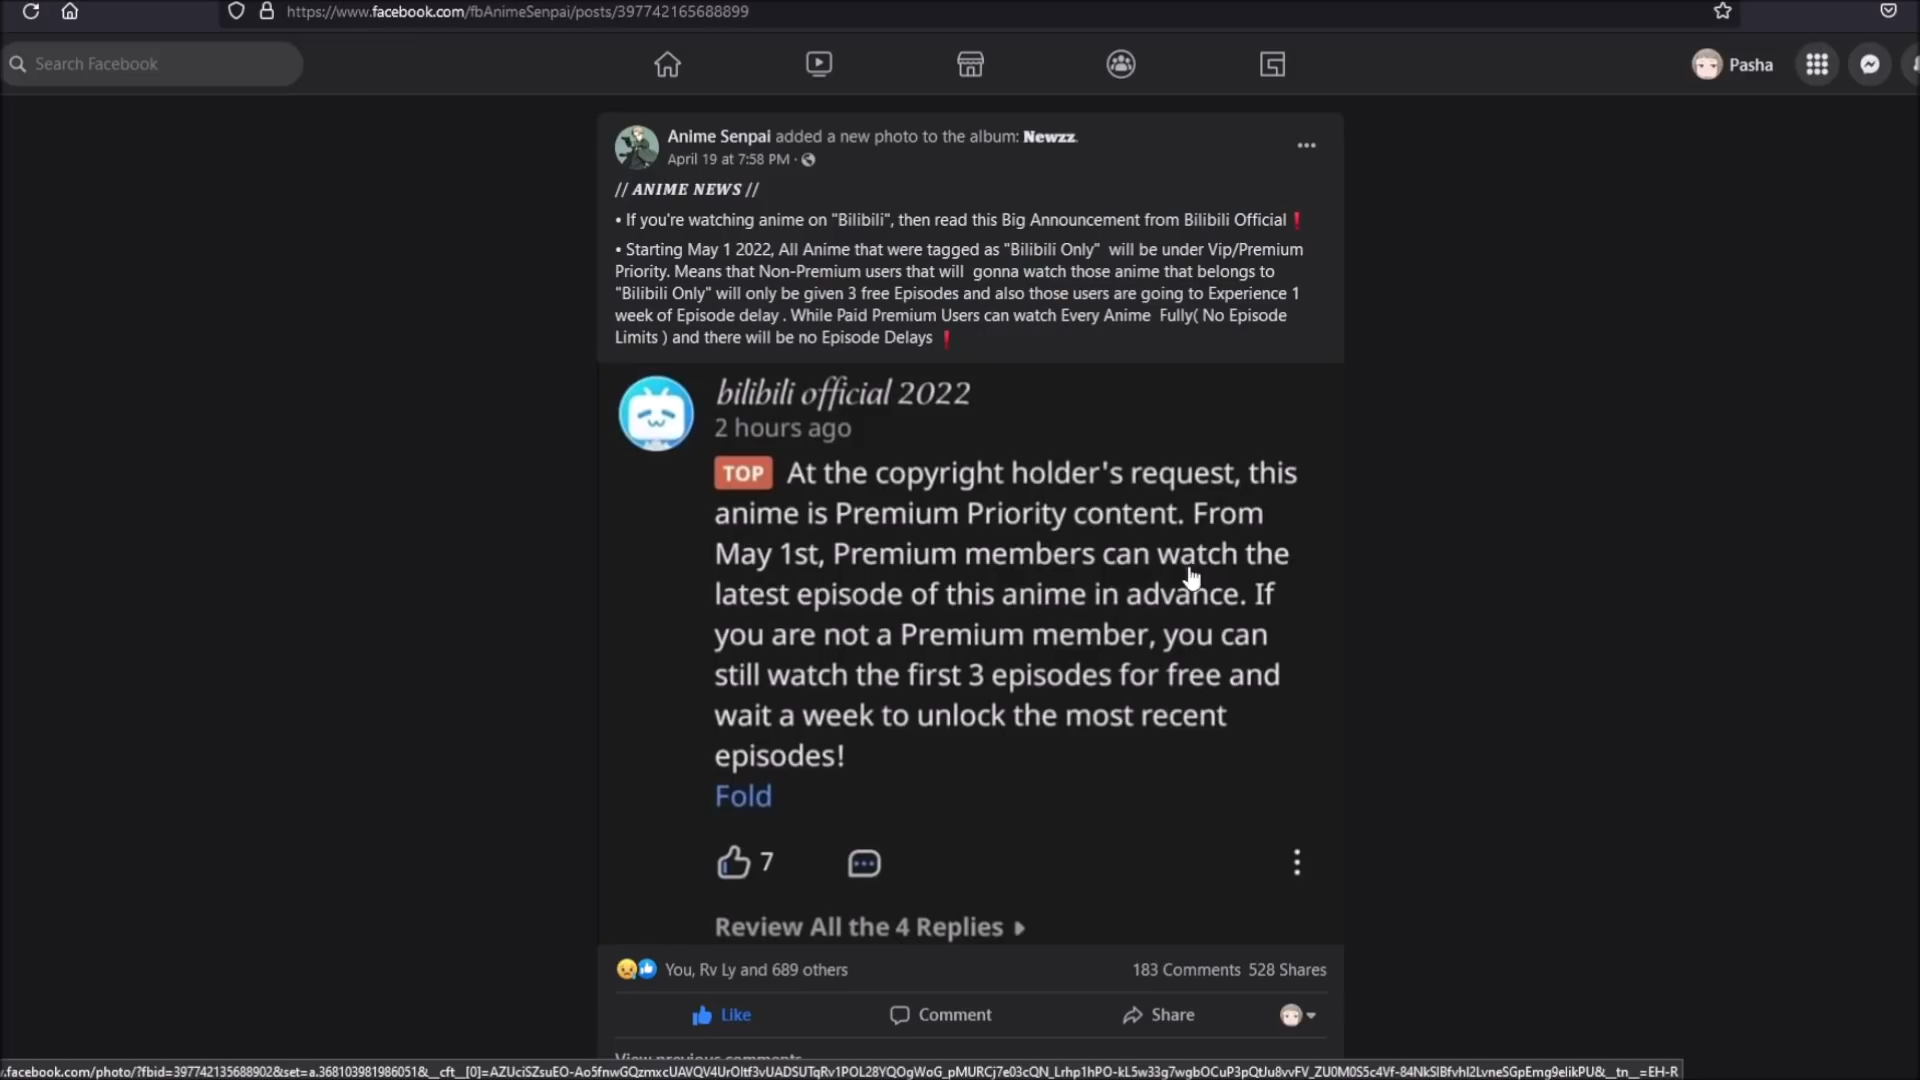 https://www.facebook.com/fbAnimeSenpai/posts/397742165688899
Search Facebook
Pasha
Anime Senpai added a new photo to the album: Newzz.
April 19 at 7:58 PM ·
// ANIME NEWS //
• If you're watching anime on "Bilibili", then read this Big Announcement from Bilibili Official❗
• Starting May 1 2022, All Anime that were tagged as "Bilibili Only" will be under Vip/Premium
Priority. Means that Non-Premium users that will gonna watch those anime that belongs to
"Bilibili Only" will only be given 3 free Episodes and also those users are going to Experience 1
week of Episode delay . While Paid Premium Users can watch Every Anime Fully( No Episode
Limits ) and there will be no Episode Delays ❗
bilibili official 2022
2 hours ago
TOP At the copyright holder's request, this
anime is Premium Priority content. From
May 1st, Premium members can watch the
latest episode of this anime in advance. If
you are not a Premium member, you can
still watch the first 3 episodes for free and
wait a week to unlock the most recent
episodes!
Fold
7
Review All the 4 Replies
You, Rv Ly and 689 others
183 Comments 528 Shares
Like
Comment
Share
View previous comments